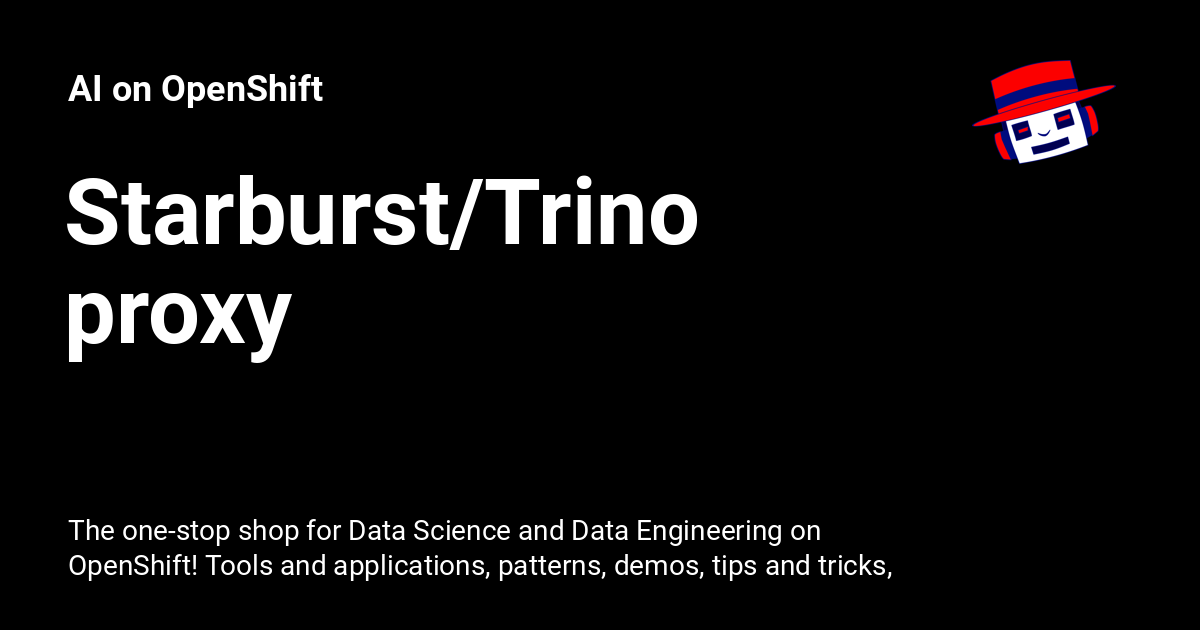 AI on OpenShift
Starburst/Trino
proxy
The one-stop shop for Data Science and Data Engineering on
OpenShift! Tools and applications, patterns, demos, tips and tricks,